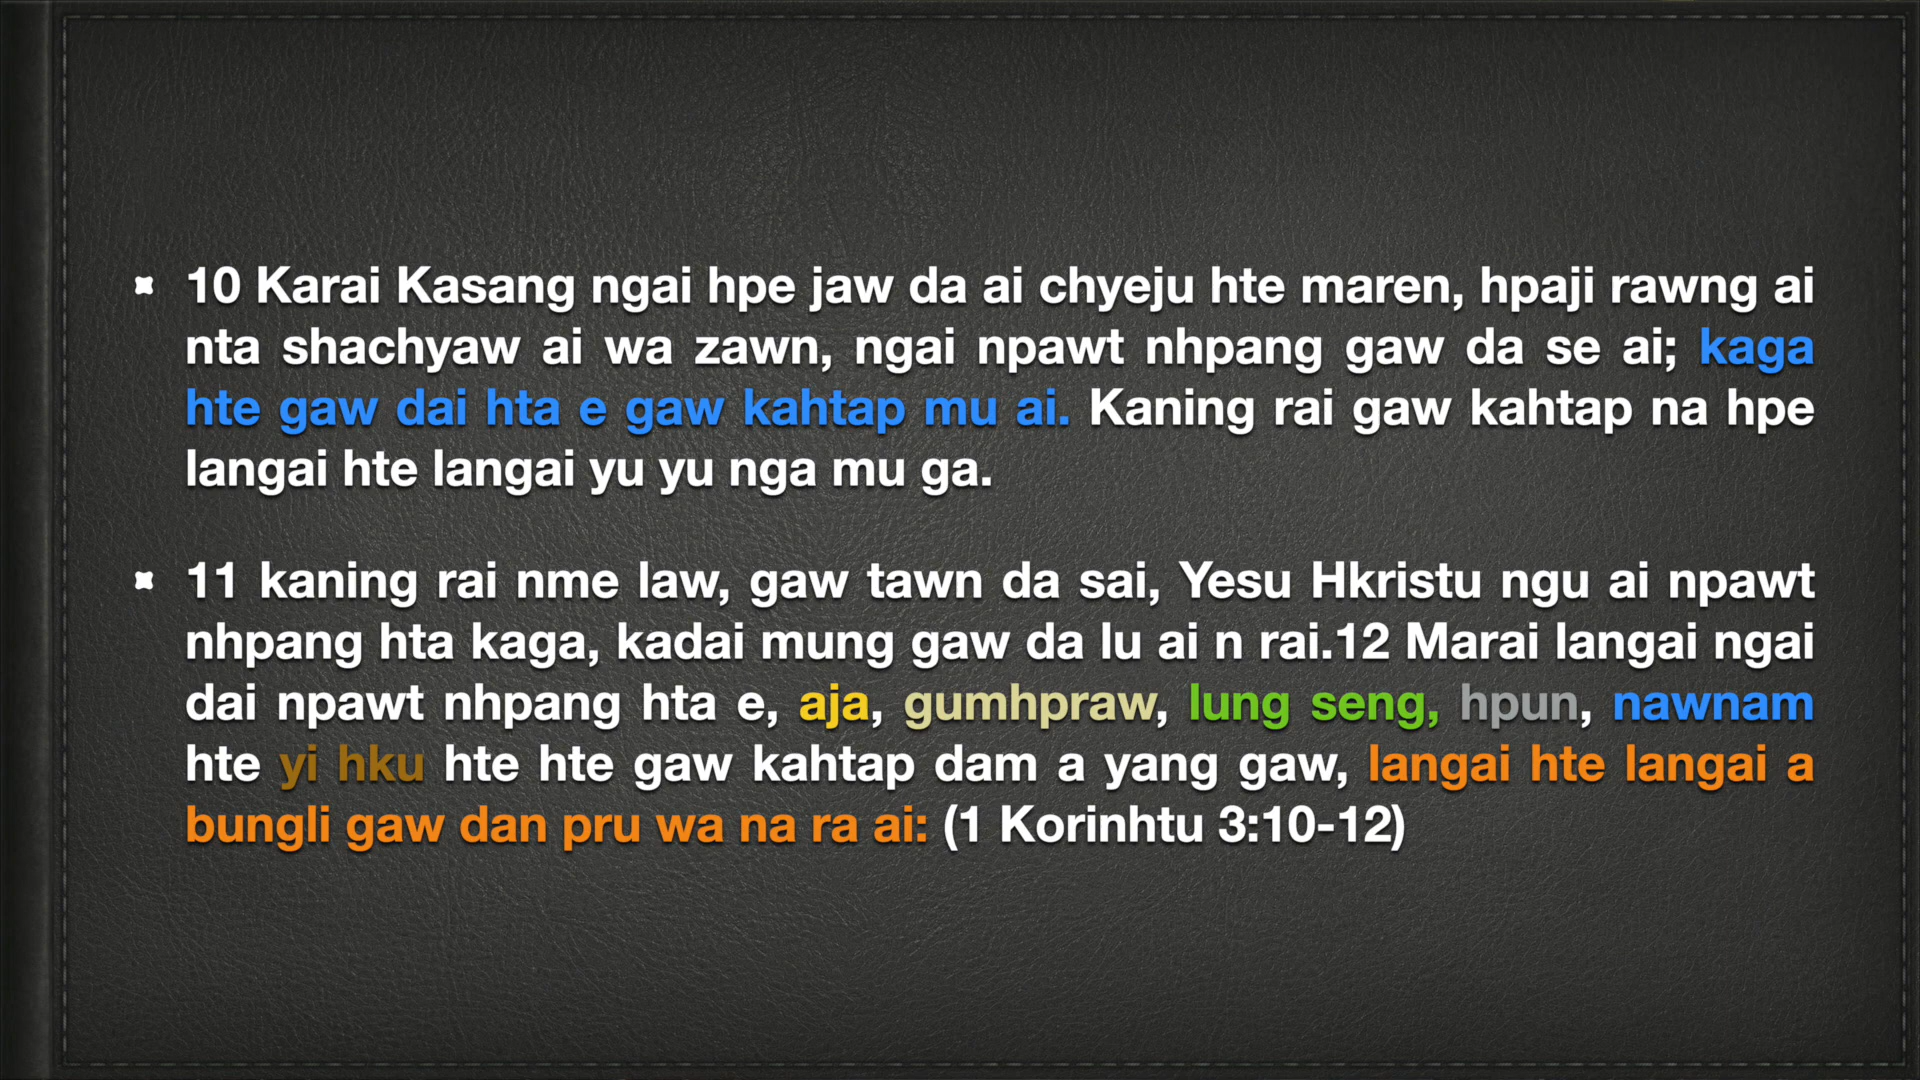 10 Karai Kasang ngai hpe jaw da ai chyeju hte maren, hpaji rawng ai
nta shachyaw ai wa zawn, ngai npawt nhpang gaw da se ai; kaga
hte gaw dai hta e gaw kahtap mu ai. Kaning rai gaw kahtap na hpe
langai hte langai yu yu nga mu ga.
11 kaning rai nme law, gaw tawn da sai, Yesu Hkristu ngu ai npawt
nhpang hta kaga, kadai mung gaw da lu ai n rai.12 Marai langai ngai
dai npawt nhpang hta e, aja, gumhpraw, lung seng, hpun, nawnam
hte yi hku hte hte gaw kahtap dam a yang gaw, langai hte langai a
bungli gaw dan pru wa na ra ai: (1 Korinhtu 3:10-12)